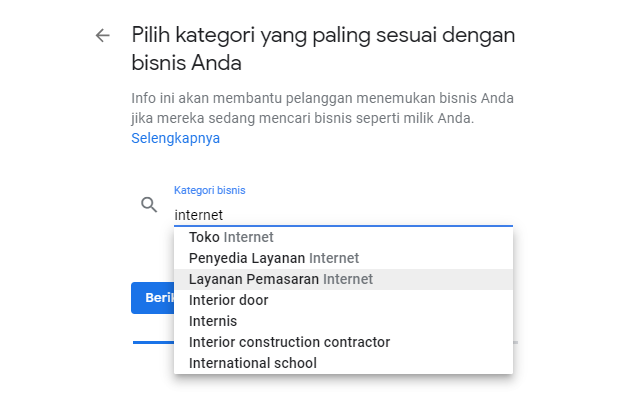 Pilih kategori yang paling sesuai dengan
bisnis Anda
Info ini akan membantu pelanggan menemukan bisnis Anda
jika mereka sedang mencari bisnis seperti milik Anda.
Selengkapnya
Kategori bisnis
internet
Toko Internet
Penyedia Layanan Internet
Layanan Pemasaran Internet
Interior door
Internis
Interior construction contractor
International school